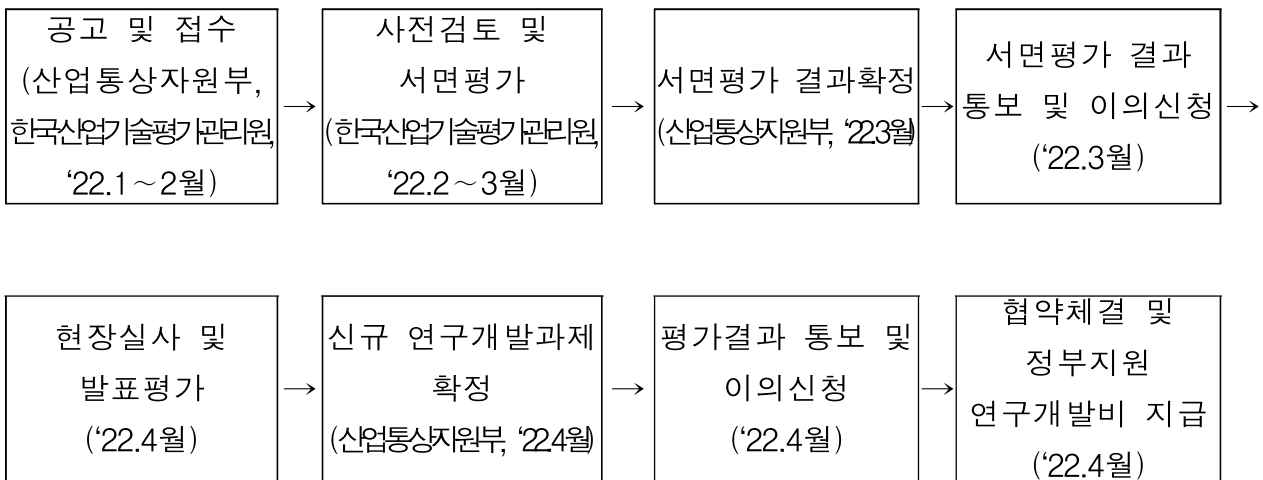 공고 및 접수
(산업통상자원부,
한국산업기술평가관리원,
‘22.1～2월)
→
사전검토 및
서면평가
(한국산업기술평가관리원,
‘22.2～3월)
→
서면평가 결과확정
(산업통상자원부, ‘22.3월)
→
서면평가 결과
통보 및 이의신청
(‘22.3월)
→
현장실사 및
발표평가
(‘22.4월)
→
신규 연구개발과제
확정
(산업통상자원부, ‘22.4월)
→
평가결과 통보 및
이의신청
(‘22.4월)
→
협약체결 및
정부지원
연구개발비 지급
(‘22.4월)